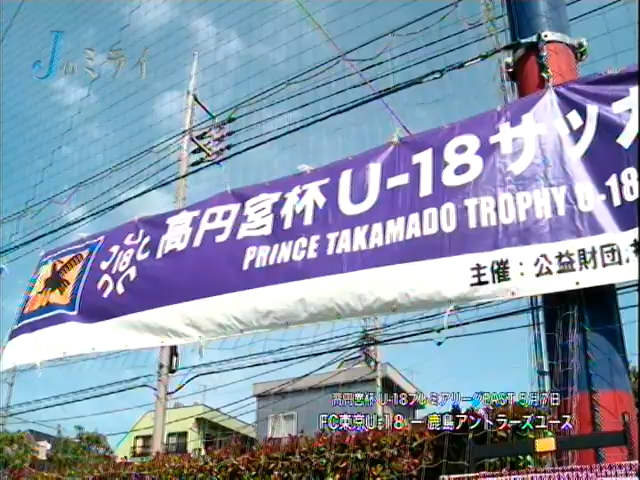 Jのミライ
高円宮杯 U-18サッカ
PRINCE TAKAMADO TROPHY U-18
主催：公益財団
高円宮杯 U-18プレミアリーグEAST 5月7日
FC東京U-18 ー 鹿島アントラーズユース